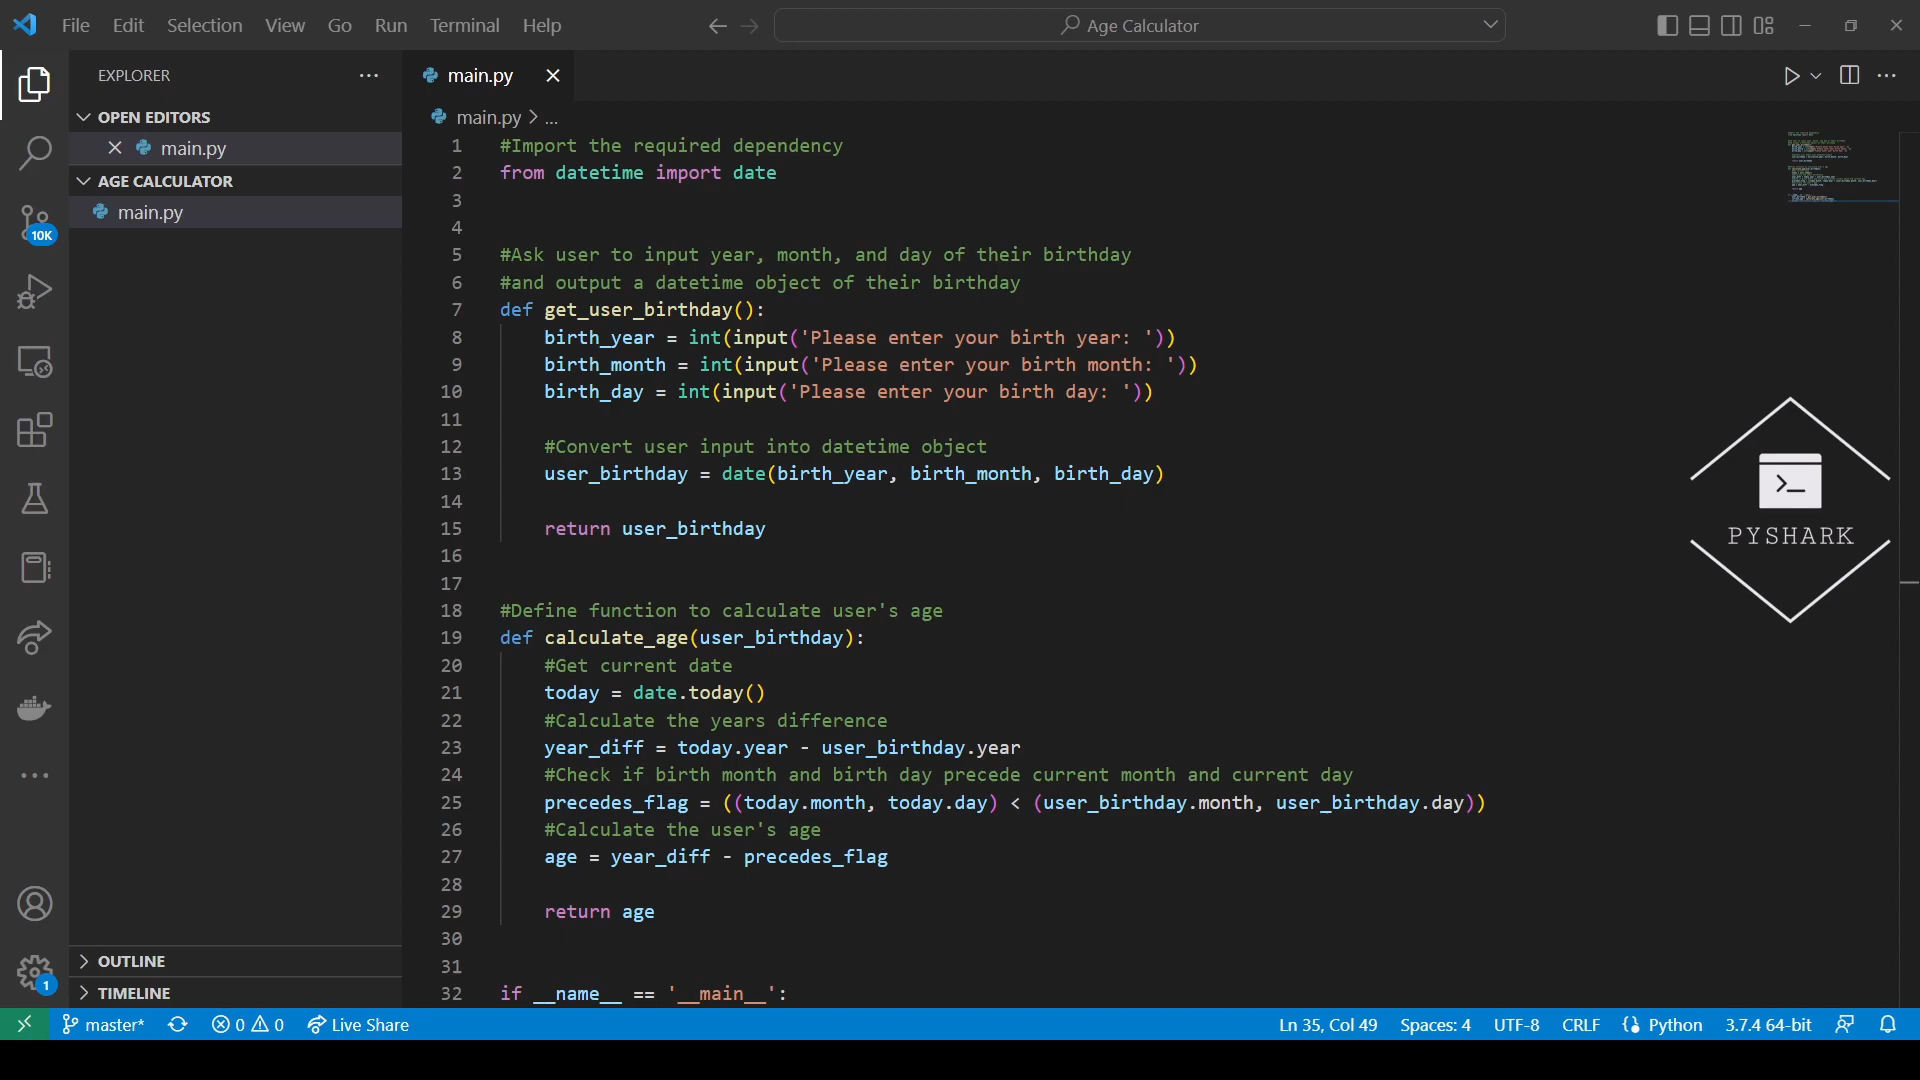 File Edit Selection View Go Run Terminal Help
Age Calculator
EXPLORER
OPEN EDITORS
main.py
AGE CALCULATOR
main.py
10K
OUTLINE
TIMELINE
1
main.py
main.py > ...
1 #Import the required dependency
2 from datetime import date
3
4
5 #Ask user to input year, month, and day of their birthday
6 #and output a datetime object of their birthday
7 def get_user_birthday():
8     birth_year = int(input('Please enter your birth year: '))
9     birth_month = int(input('Please enter your birth month: '))
10     birth_day = int(input('Please enter your birth day: '))
11
12     #Convert user input into datetime object
13     user_birthday = date(birth_year, birth_month, birth_day)
14
15     return user_birthday
16
17
18 #Define function to calculate user's age
19 def calculate_age(user_birthday):
20     #Get current date
21     today = date.today()
22     #Calculate the years difference
23     year_diff = today.year - user_birthday.year
24     #Check if birth month and birth day precede current month and current day
25     precedes_flag = ((today.month, today.day) < (user_birthday.month, user_birthday.day))
26     #Calculate the user's age
27     age = year_diff - precedes_flag
28
29     return age
30
31
32 if __name__ == '__main__':
>_
PYSHARK
master* 0 0 Live Share
Ln 35, Col 49 Spaces: 4 UTF-8 CRLF Python 3.7.4 64-bit